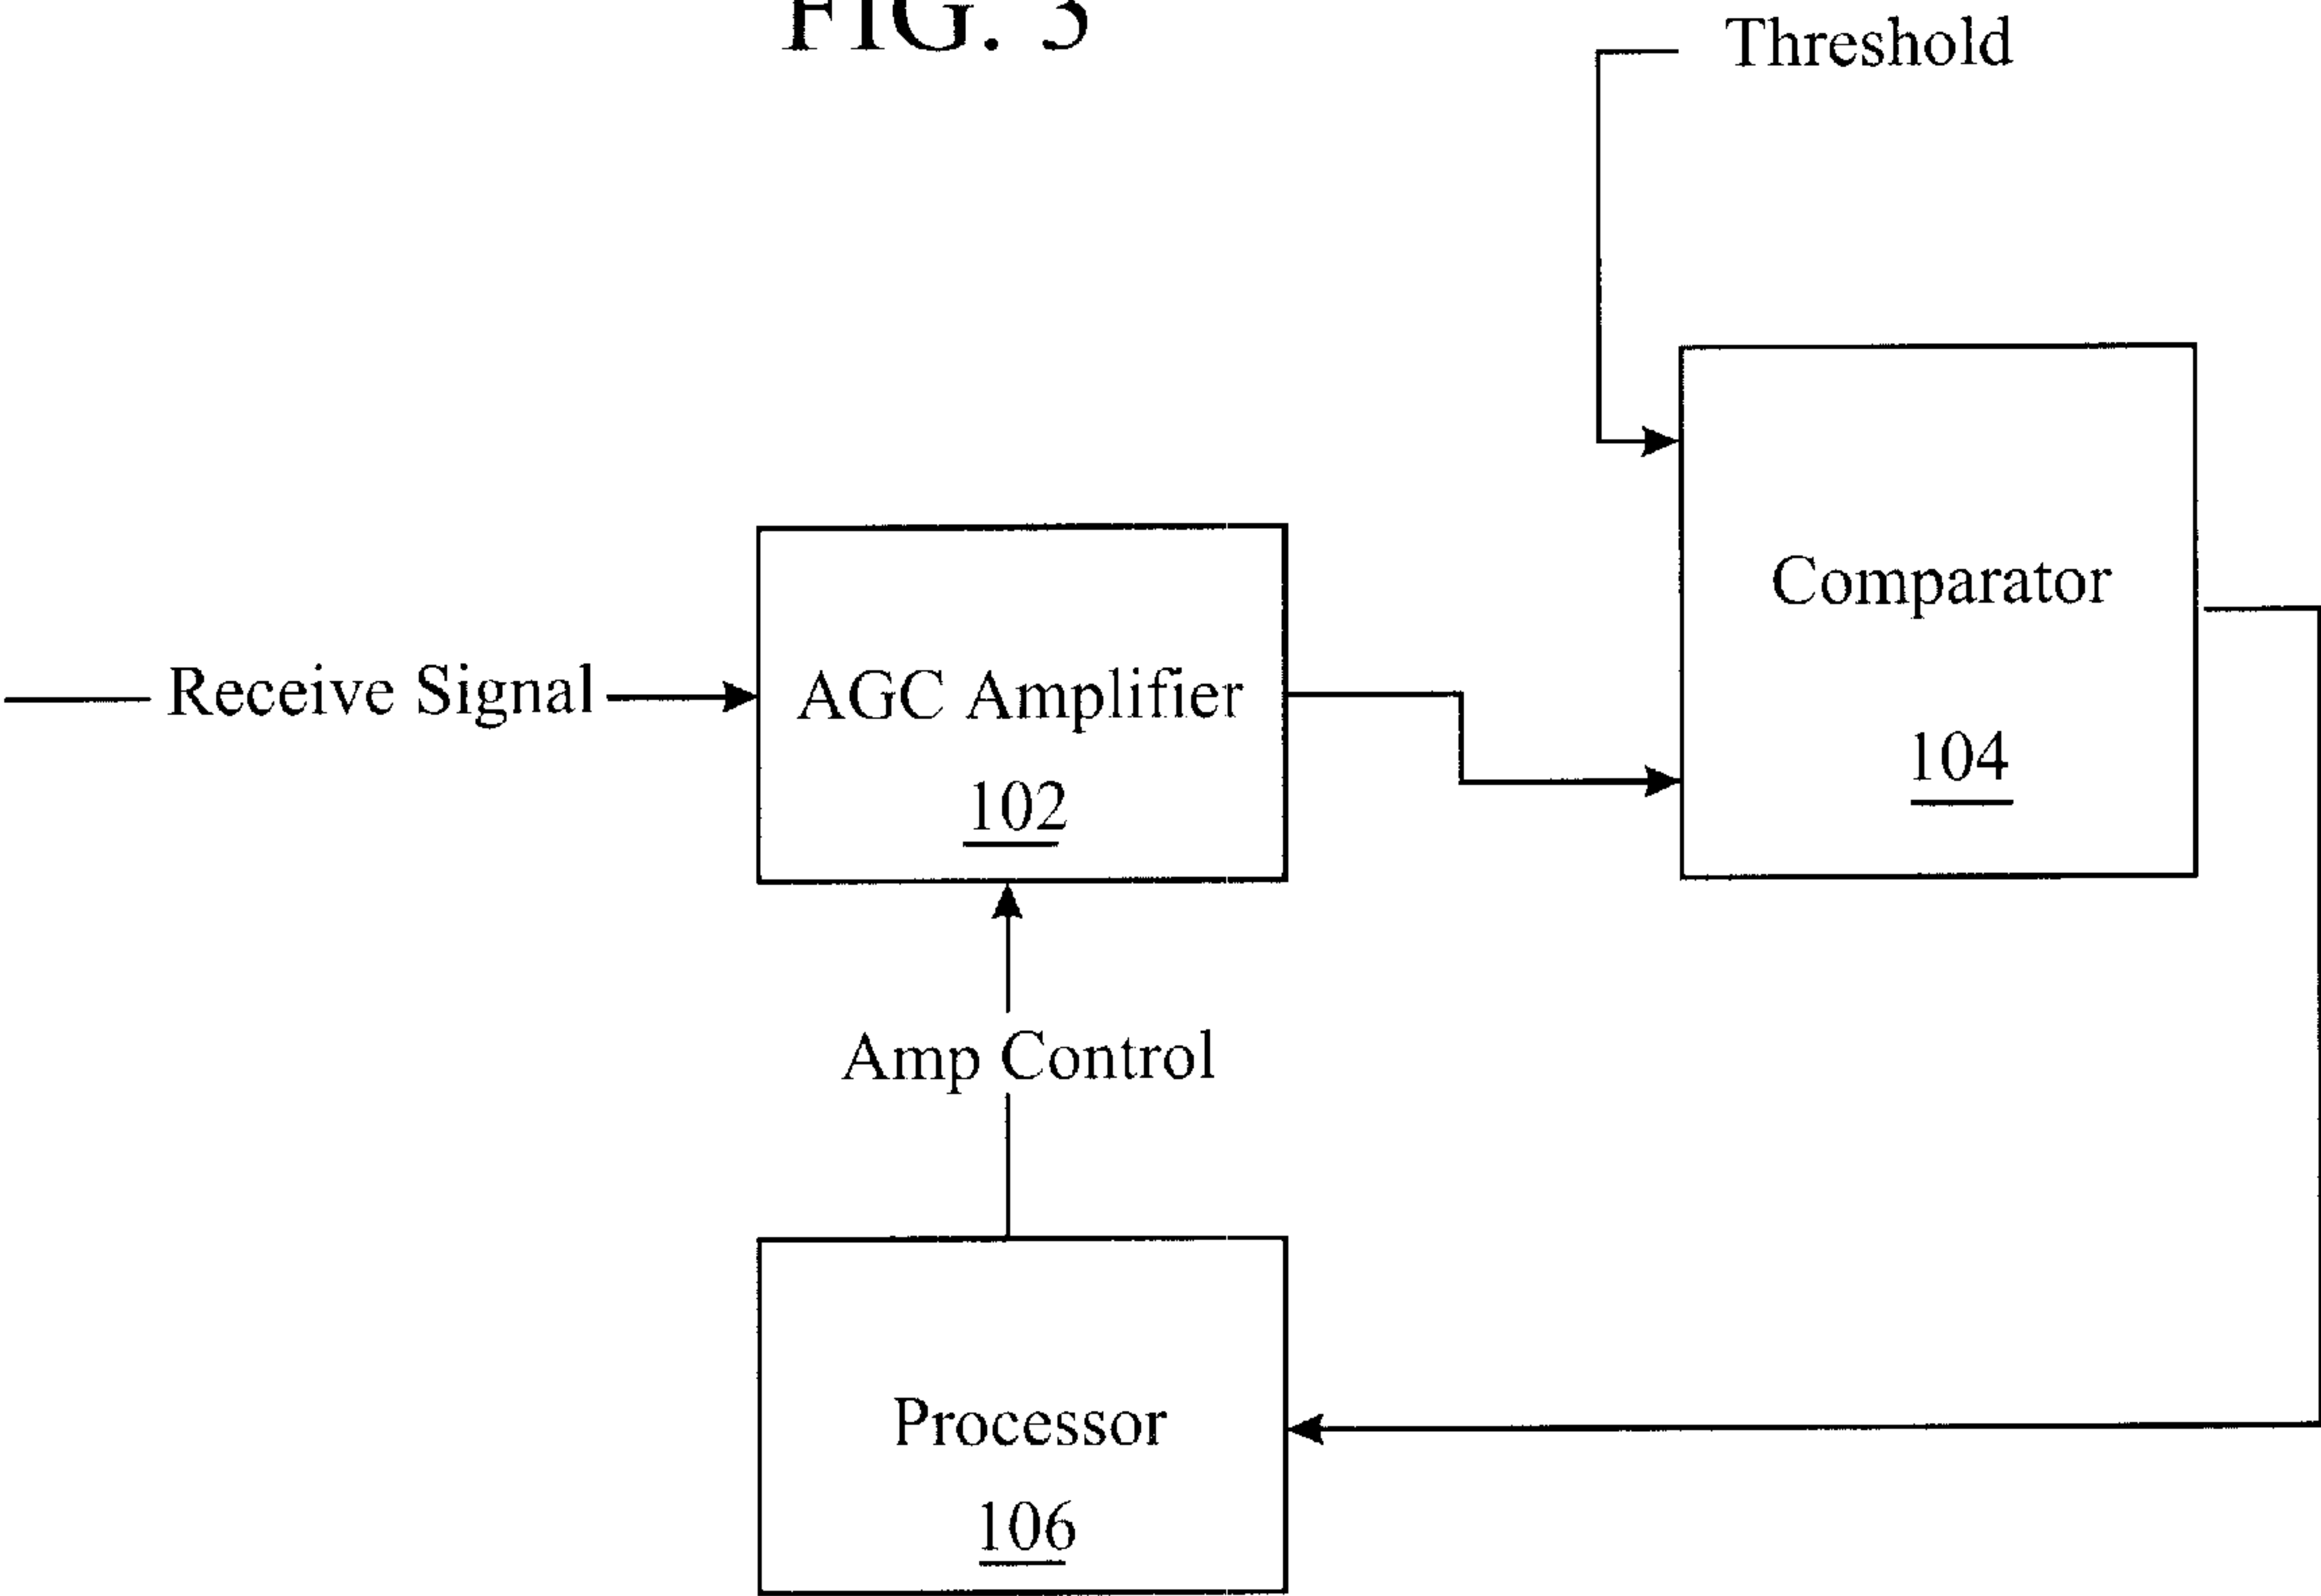 FIG. 3
Threshold
Comparator
104
Receive Signal
AGC Amplifier
102
Amp Control
Processor
106